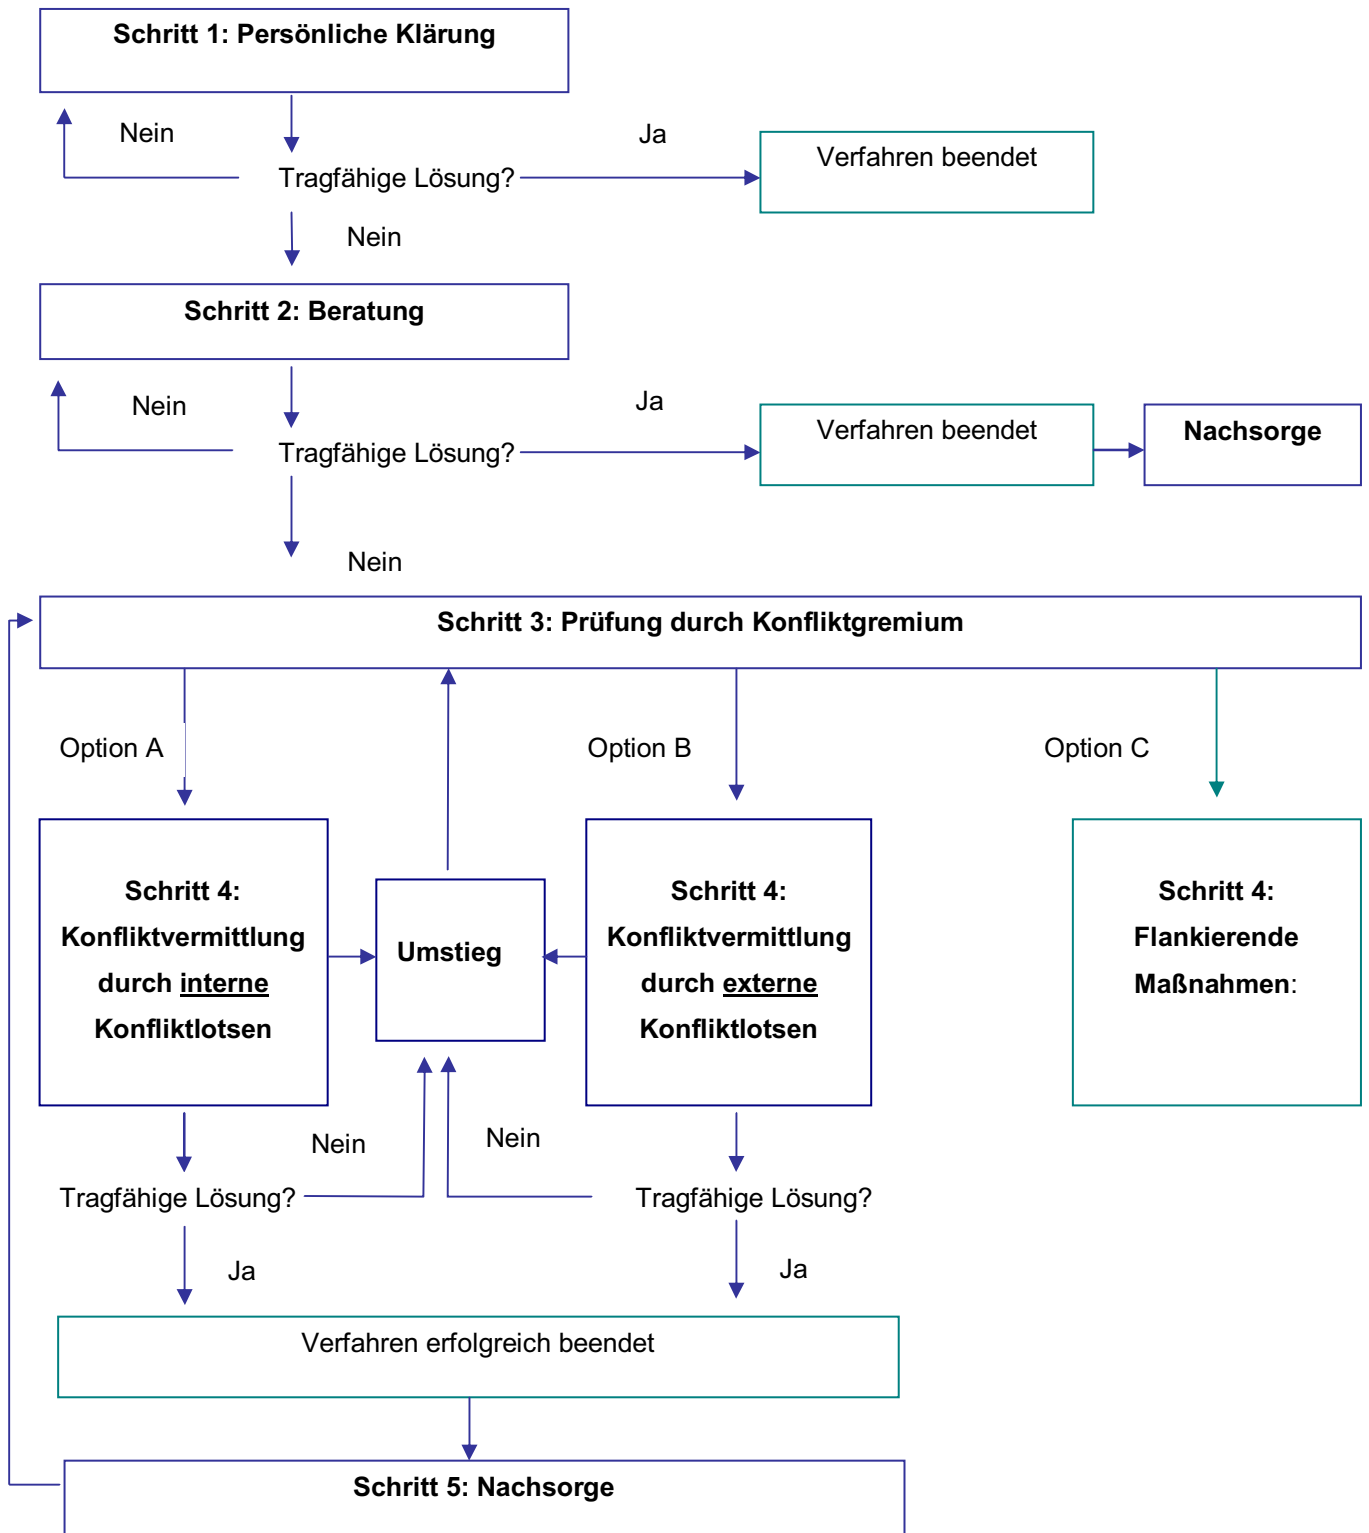 Schritt 1: Persönliche Klärung
Nein
Ja
Verfahren beendet
Tragfähige Lösung?
Nein
Schritt 2: Beratung
Nein
Ja
Verfahren beendet
Nachsorge
Tragfähige Lösung?
Nein
Schritt 3: Prüfung durch Konfliktgremium
Option A
Option B
Option C
Schritt 4:
Konfliktvermittlung
durch interne
Konfliktlotsen
Umstieg
Schritt 4:
Konfliktvermittlung
durch externe
Konfliktlotsen
Schritt 4:
Flankierende
Maßnahmen:
Nein
Nein
Tragfähige Lösung?
Tragfähige Lösung?
Ja
Ja
Verfahren erfolgreich beendet
Schritt 5: Nachsorge